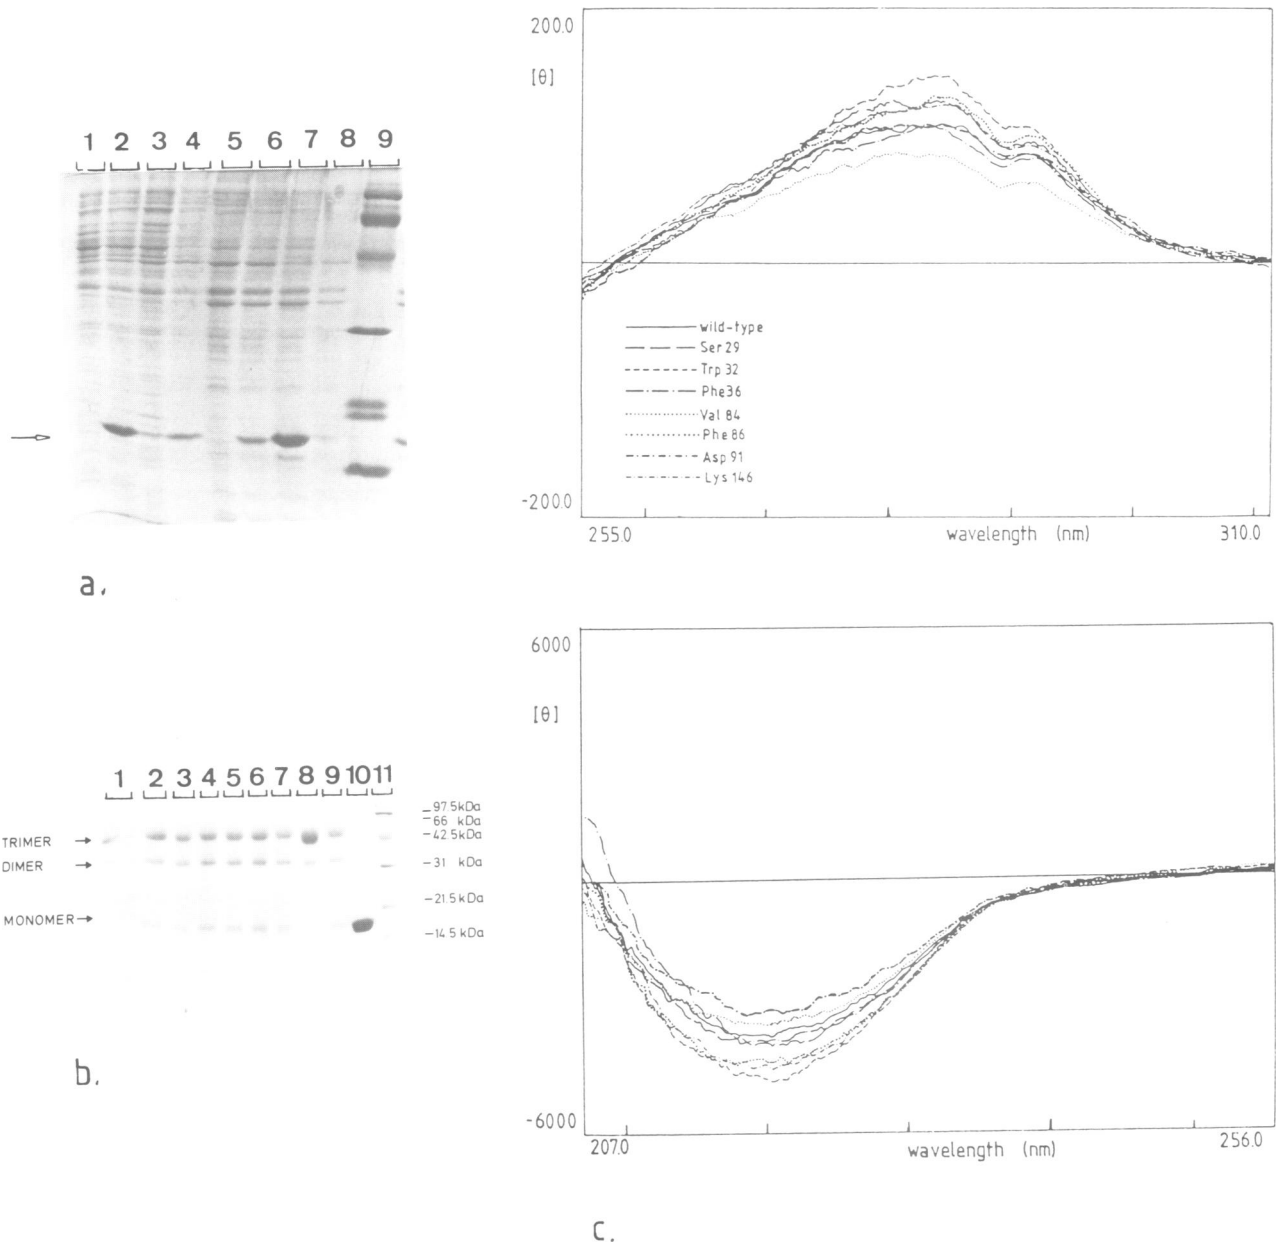 1 2 3 4 5 6 7 8 9
a.
1 2 3 4 5 6 7 8 9 10 11
TRIMER
DIMER
MONOMER
97.5kDa
66 kDa
42.5kDa
31 kDa
21.5kDa
14.5kDa
b.
200.0
[θ]
wild-type
Ser 29
Trp 32
Phe36
Val 84
Phe 86
Asp 91
Lys 146
-200.0
255.0
wavelength (nm)
310.0
6000
[θ]
-6000
207.0
wavelength (nm)
256.0
c.